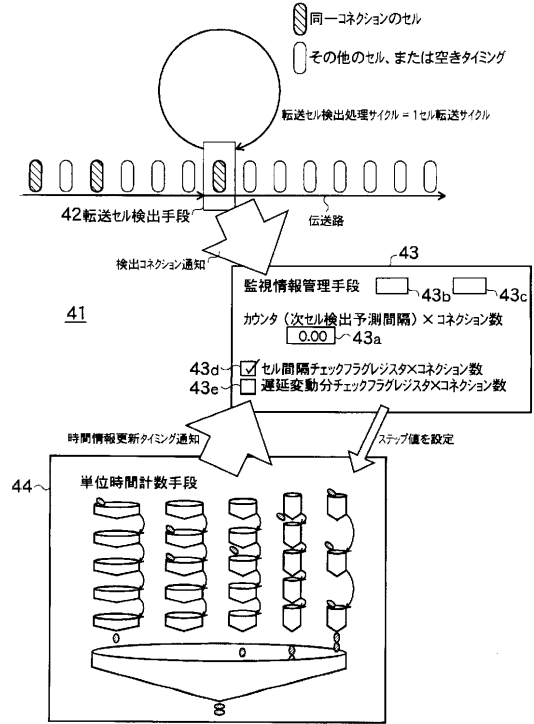 同一コネクションのセル
その他のセル、または空きタイミング
転送セル検出処理サイクル=1セル転送サイクル
42転送セル検出手段
伝送路
検出コネクション通知
43
監視情報管理手段
43b
43c
41
カウンタ(次セル検出予測間隔)×コネクション数
0.00
43a
43d
セル間隔チェックフラグレジスタ×コネクション数
43e
遅延変動分チェックフラグレジスタ×コネクション数
時間情報更新タイミング通知
ステップ値を設定
44
単位時間計数手段